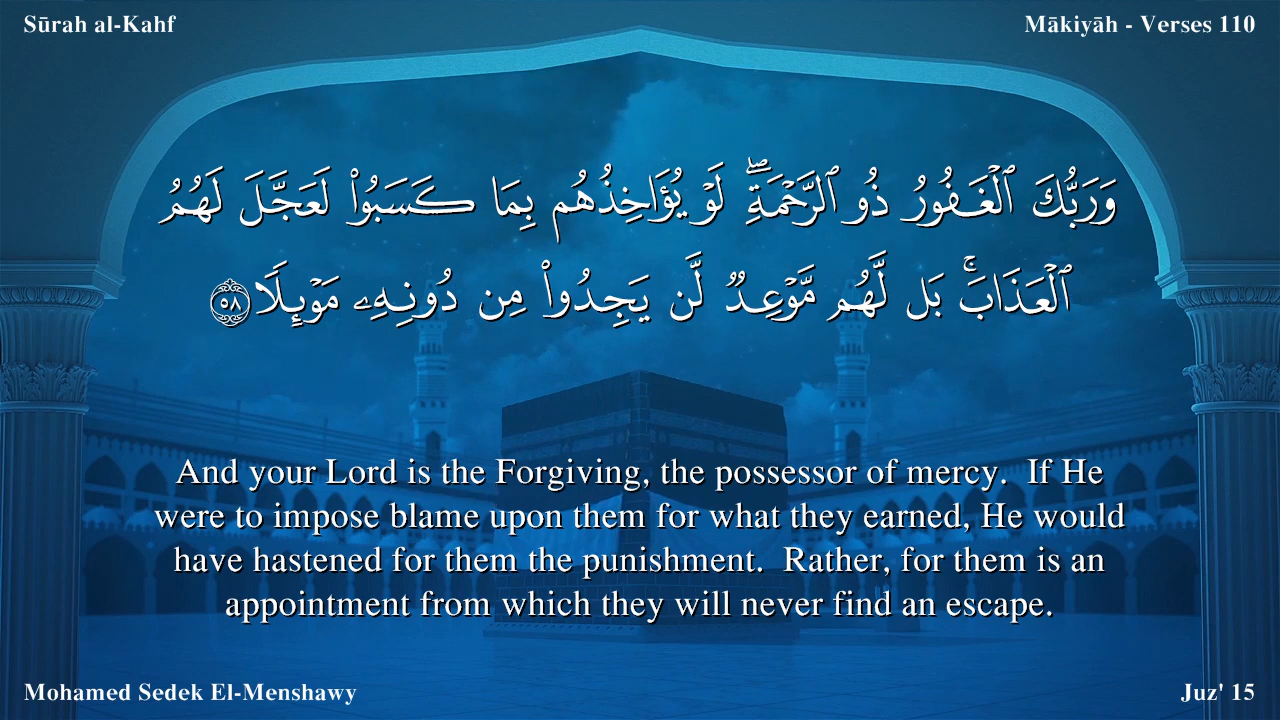 Sūrah al-Kahf
Mākiyāh - Verses 110
وَرَبُّكَ ٱلْغَفُورُ ذُو ٱلرَّحْمَةِ ۖ لَوْ يُؤَاخِذُهُم بِمَا كَسَبُوا۟ لَعَجَّلَ لَهُمُ
ٱلْعَذَابَ ۚ بَل لَّهُم مَّوْعِدٌ لَّن يَجِدُوا۟ مِن دُونِهِۦ مَوْئِلًا ٥٨
And your Lord is the Forgiving, the possessor of mercy.  If He
were to impose blame upon them for what they earned, He would
have hastened for them the punishment.  Rather, for them is an
appointment from which they will never find an escape.
Mohamed Sedek El-Menshawy
Juz' 15